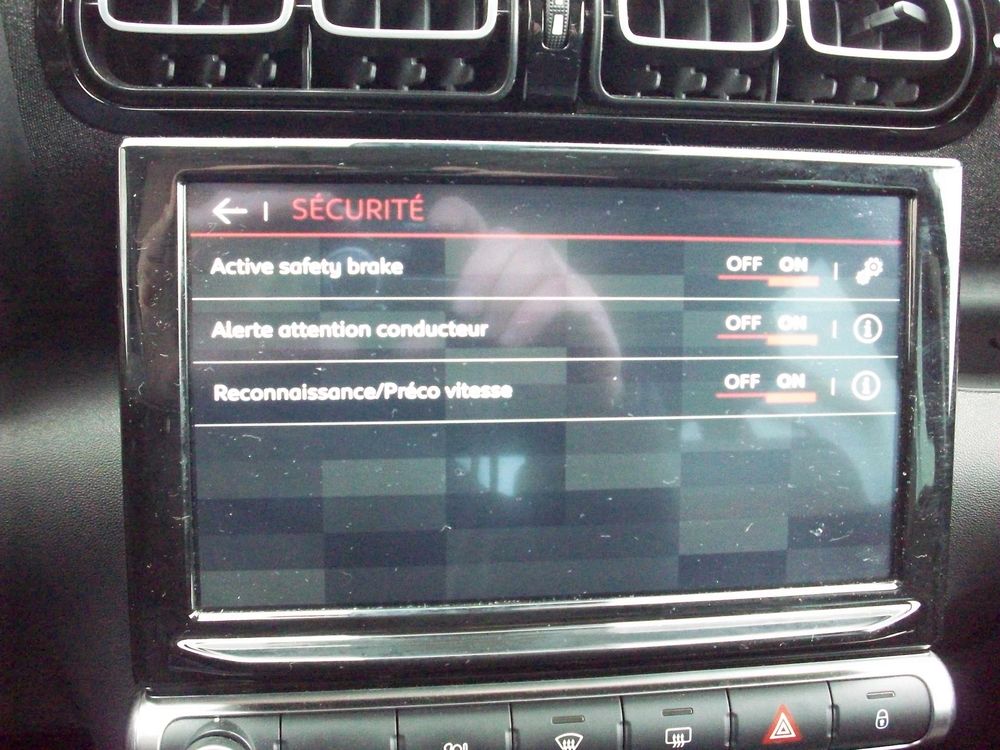 SÉCURITÉ
Active safety brake OFF ON
Alerte attention conducteur OFF ON
Reconnaissance/Préco vitesse OFF ON